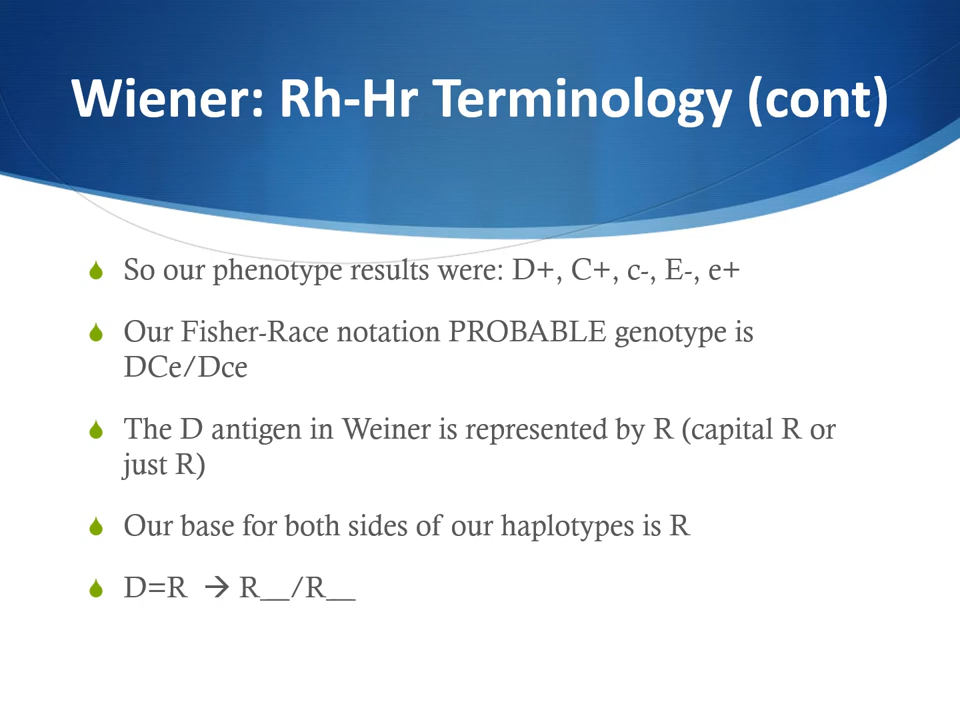 Wiener: Rh-Hr Terminology (cont)
So our phenotype results were: D+, C+, c-, E-, e+
Our Fisher-Race notation PROBABLE genotype is
DCe/Dce
The D antigen in Weiner is represented by R (capital R or
just R)
Our base for both sides of our haplotypes is R
D=R → R__/R__